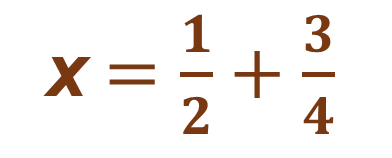 x = 1/2 + 3/4